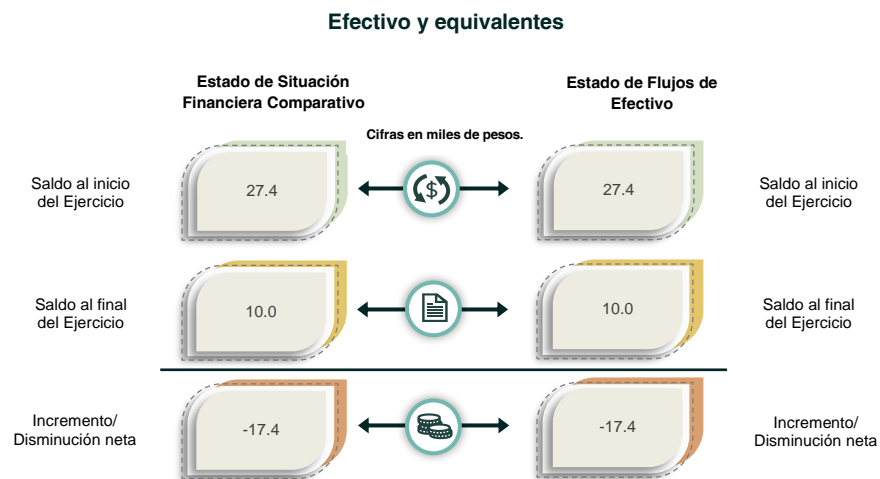 Efectivo y equivalentes
Estado de Situación
Financiera Comparativo
Estado de Flujos de
Efectivo
Cifras en miles de pesos.
Saldo al inicio
del Ejercicio
27.4
$
27.4
Saldo al inicio
del Ejercicio
Saldo al final
del Ejercicio
10.0
10.0
Saldo al final
del Ejercicio
Incremento/
Disminución neta
-17.4
-17.4
Incremento/
Disminución neta